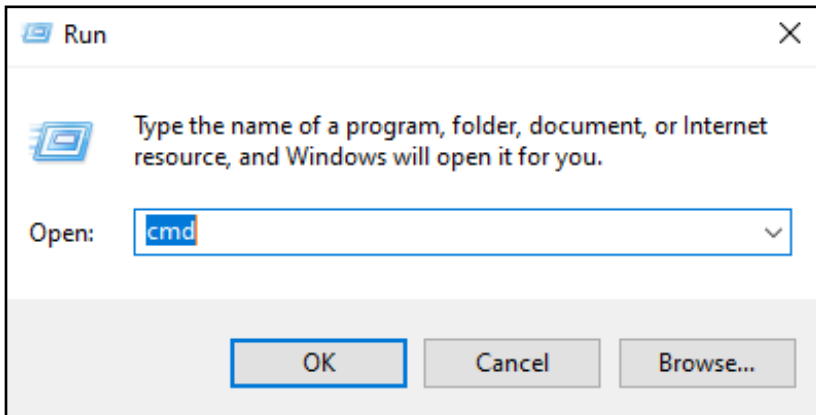 Run
Type the name of a program, folder, document, or Internet
resource, and Windows will open it for you.
Open: cmd
OK Cancel Browse...